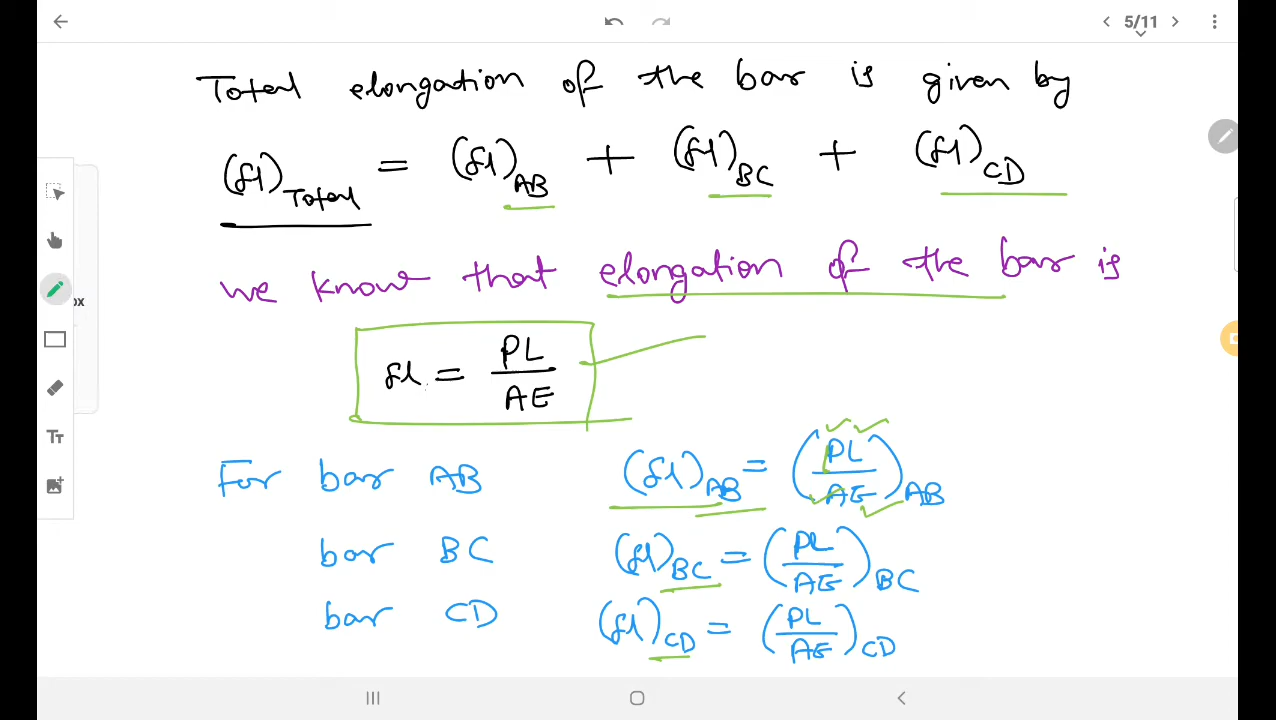 5/11
Total elongation of the bar is given by
(δl)Total = (δl)AB + (δl)BC + (δl)CD
we know that elongation of the bar is
δl = PL/AE
For bar AB (δl)AB = (PL/AE)AB
bar BC (δl)BC = (PL/AE)BC
bar CD (δl)CD = (PL/AE)CD
ox
TT